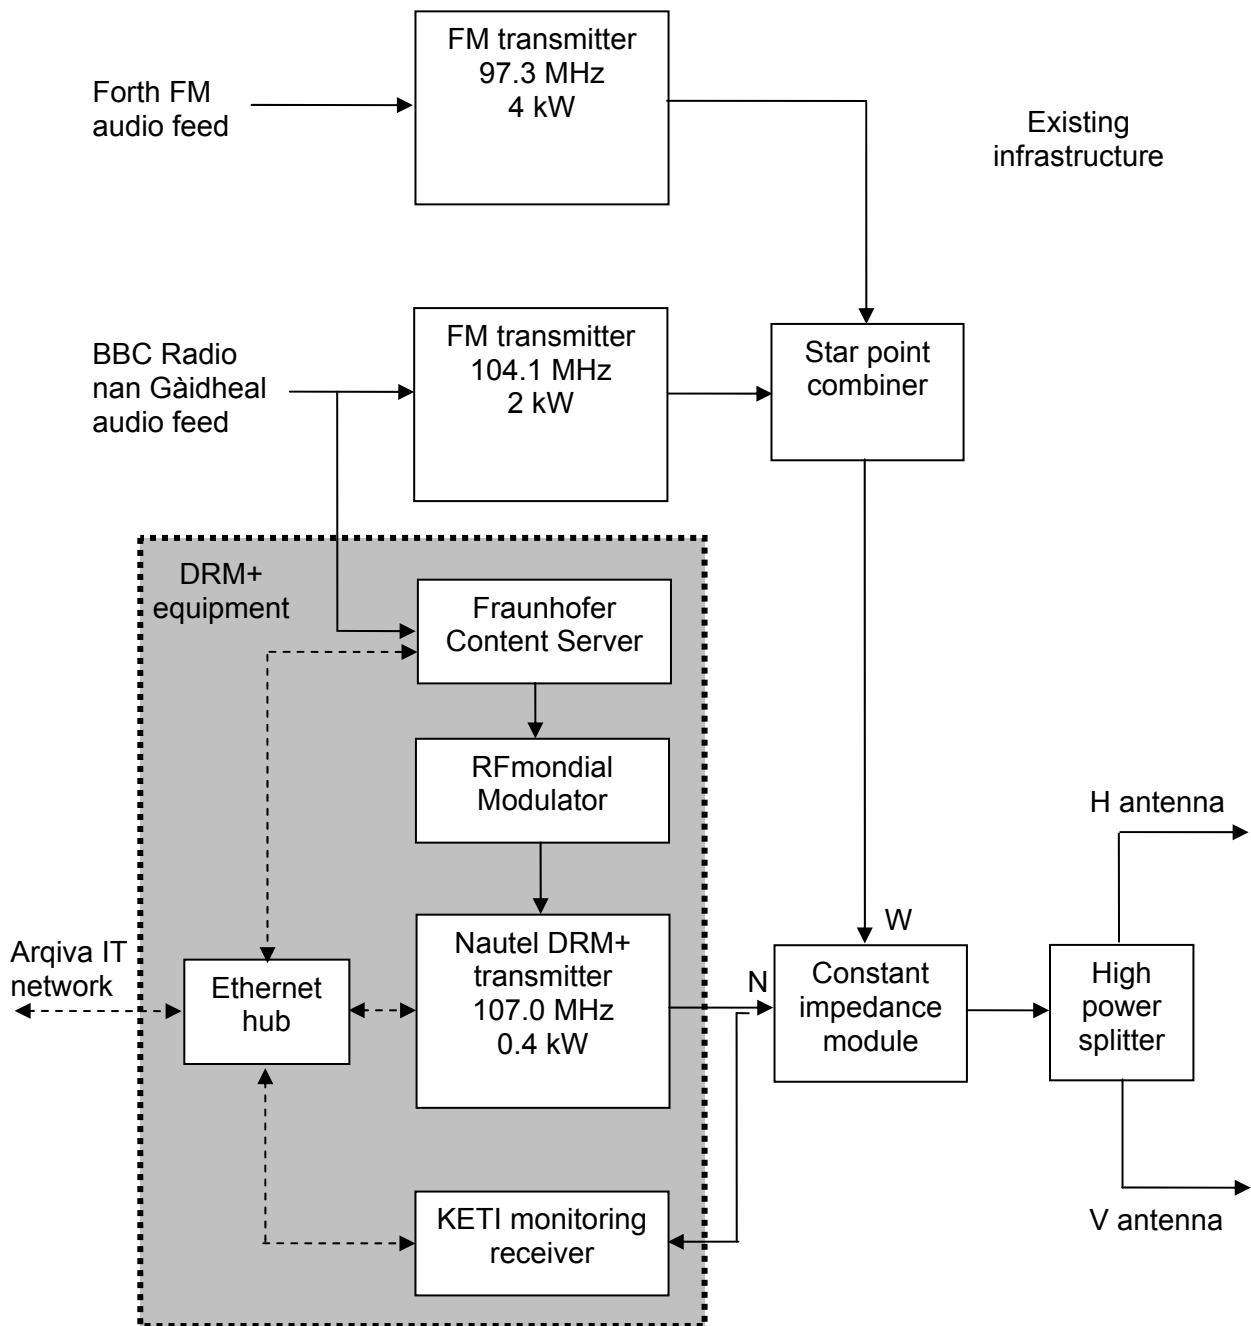 FM transmitter
97.3 MHz
4 kW
Forth FM
audio feed
Existing
infrastructure
FM transmitter
104.1 MHz
2 kW
BBC Radio
nan Gàidheal
audio feed
Star point
combiner
DRM+
equipment
Fraunhofer
Content Server
RFmondial
Modulator
H antenna
W
Arqiva IT
network
Ethernet
hub
Nautel DRM+
transmitter
107.0 MHz
0.4 kW
N
Constant
impedance
module
High
power
splitter
KETI monitoring
receiver
V antenna